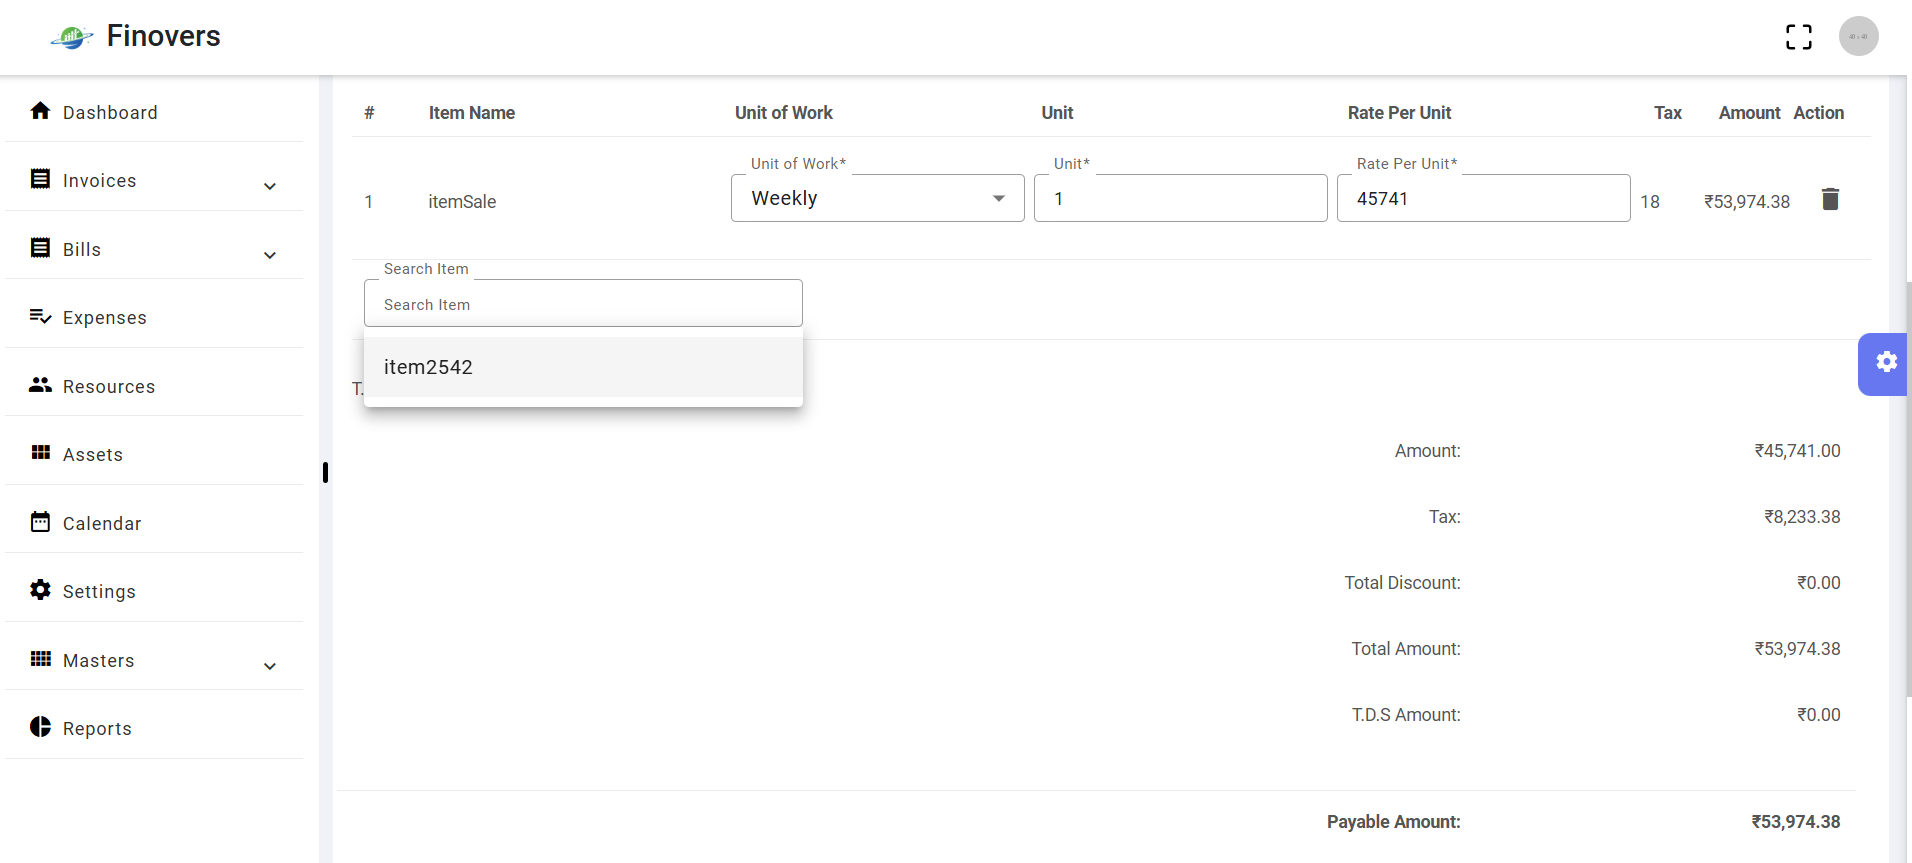 Finovers
Dashboard
Invoices
Bills
Expenses
Resources
Assets
Calendar
Settings
Masters
Reports
# Item Name Unit of Work Unit Rate Per Unit Tax Amount Action
Unit of Work* Unit* Rate Per Unit*
1 itemSale Weekly 1 45741 18 ₹53,974.38
Search Item
Search Item
item2542
T.
Amount: ₹45,741.00
Tax: ₹8,233.38
Total Discount: ₹0.00
Total Amount: ₹53,974.38
T.D.S Amount: ₹0.00
Payable Amount: ₹53,974.38